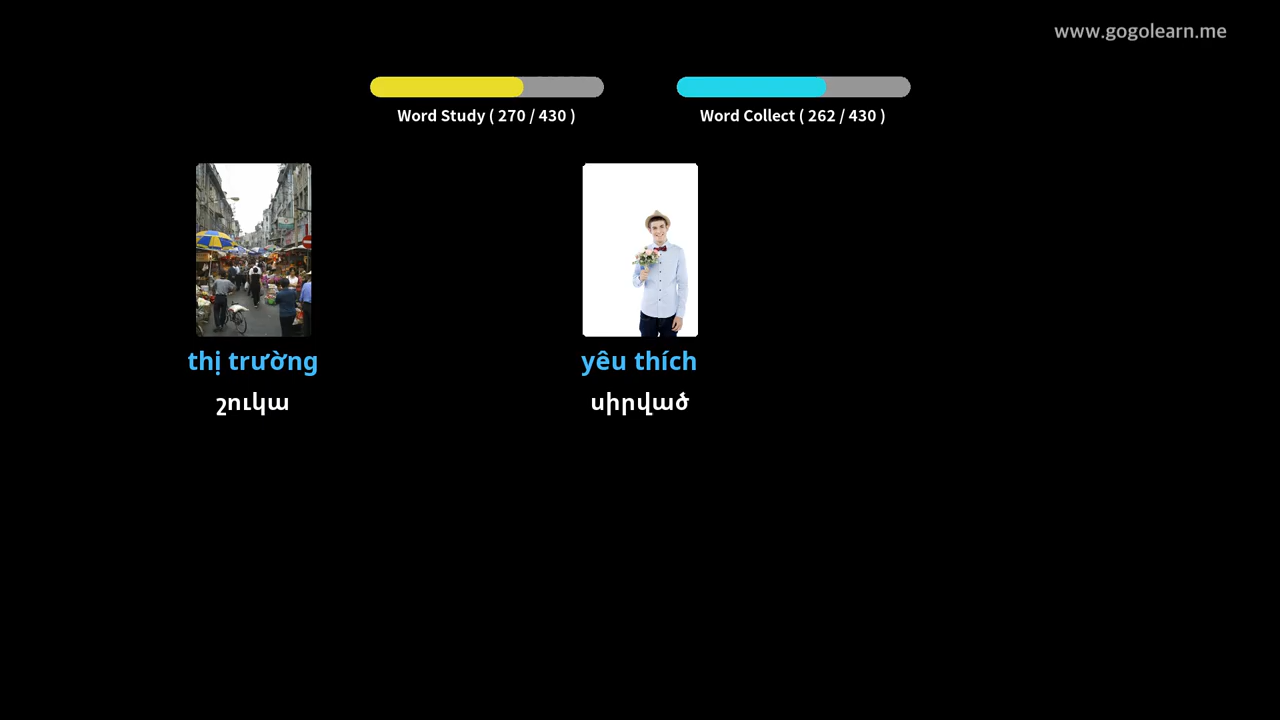 www.gogolearn.me
Word Study ( 270 / 430 )
Word Collect ( 262 / 430 )
thị trường
շուկա
yêu thích
սիրված